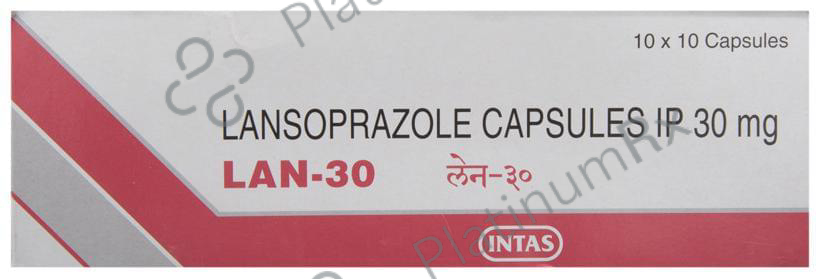 10 x 10 Capsules
LANSOPRAZOLE CAPSULES IP 30 mg
LAN-30 लेन-३०
INTAS
PlatinumRx